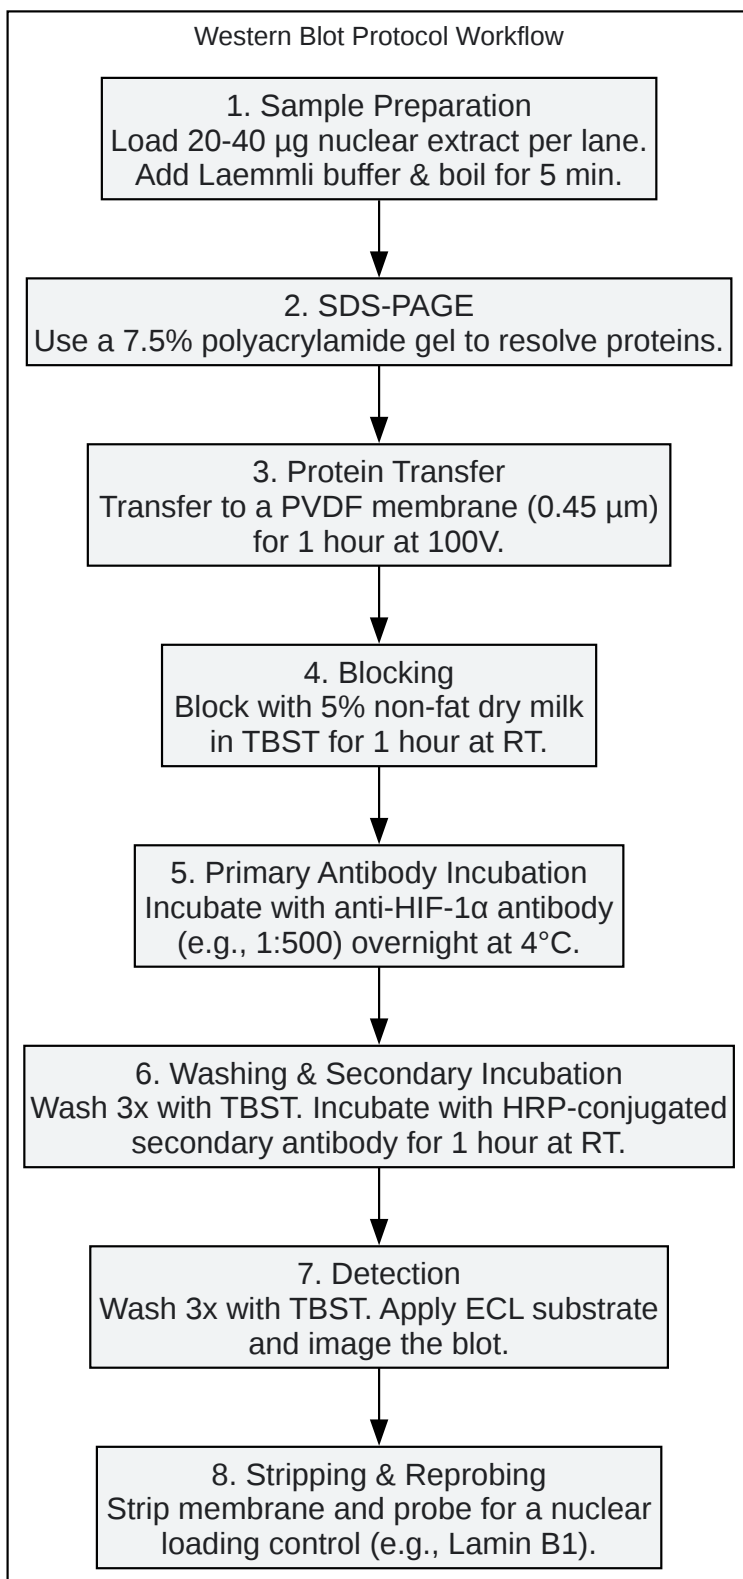 Western Blot Protocol Workflow
1. Sample Preparation
Load 20-40 µg nuclear extract per lane.
Add Laemmli buffer & boil for 5 min.
2. SDS-PAGE
Use a 7.5% polyacrylamide gel to resolve proteins.
3. Protein Transfer
Transfer to a PVDF membrane (0.45 µm)
for 1 hour at 100V.
4. Blocking
Block with 5% non-fat dry milk
in TBST for 1 hour at RT.
5. Primary Antibody Incubation
Incubate with anti-HIF-1α antibody
(e.g., 1:500) overnight at 4°C.
6. Washing & Secondary Incubation
Wash 3x with TBST. Incubate with HRP-conjugated
secondary antibody for 1 hour at RT.
7. Detection
Wash 3x with TBST. Apply ECL substrate
and image the blot.
8. Stripping & Reprobing
Strip membrane and probe for a nuclear
loading control (e.g., Lamin B1).